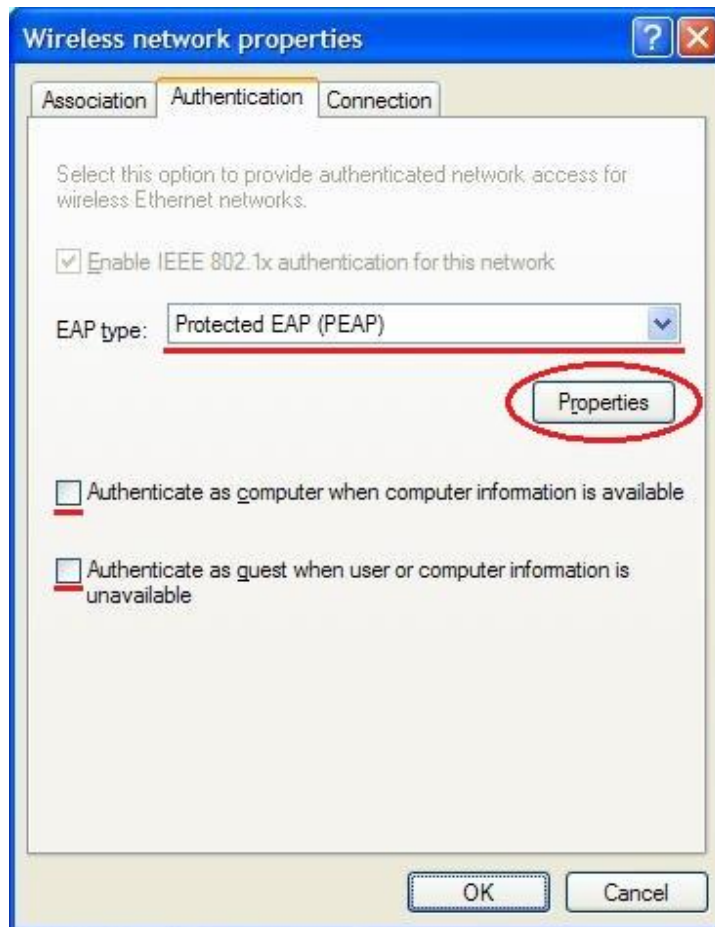 Wireless network properties
Association Authentication Connection
Select this option to provide authenticated network access for
wireless Ethernet networks.
Enable IEEE 802.1x authentication for this network
EAP type: Protected EAP (PEAP)
Properties
Authenticate as computer when computer information is available
Authenticate as guest when user or computer information is
unavailable
OK Cancel